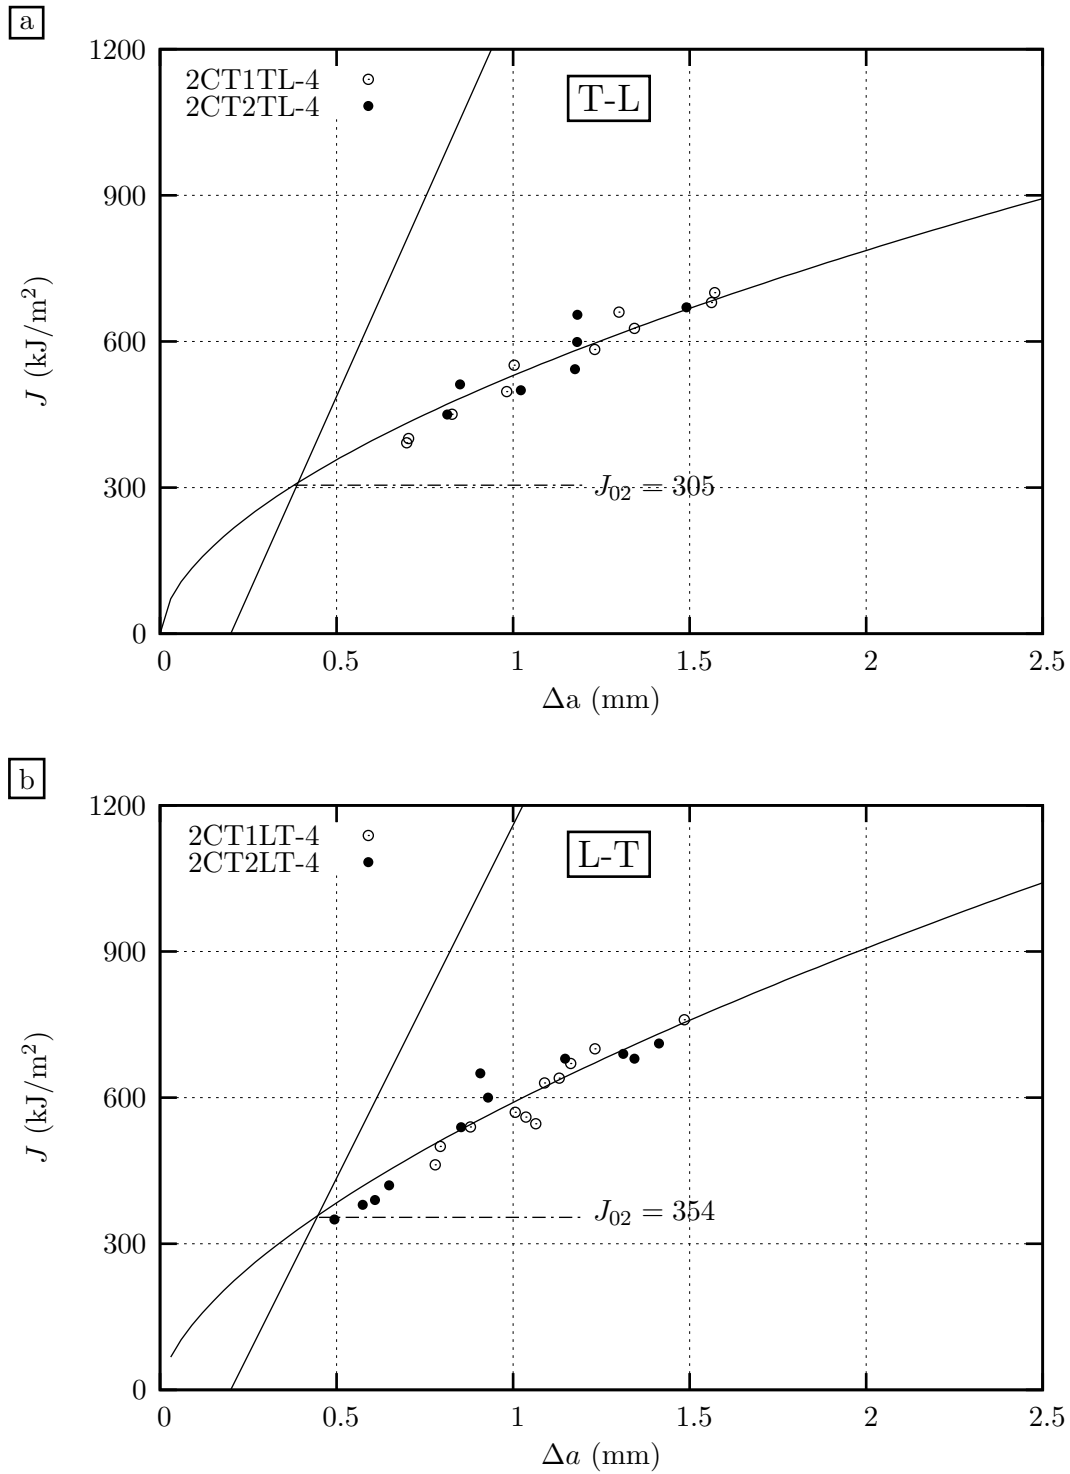 a
1200
900
600
300
0
J (kJ/m²)
2CT1TL-4
2CT2TL-4
T-L
J₀₂ = 305
0 0.5 1 1.5 2 2.5
Δa (mm)
b
1200
900
600
300
0
J (kJ/m²)
2CT1LT-4
2CT2LT-4
L-T
J₀₂ = 354
0 0.5 1 1.5 2 2.5
Δa (mm)